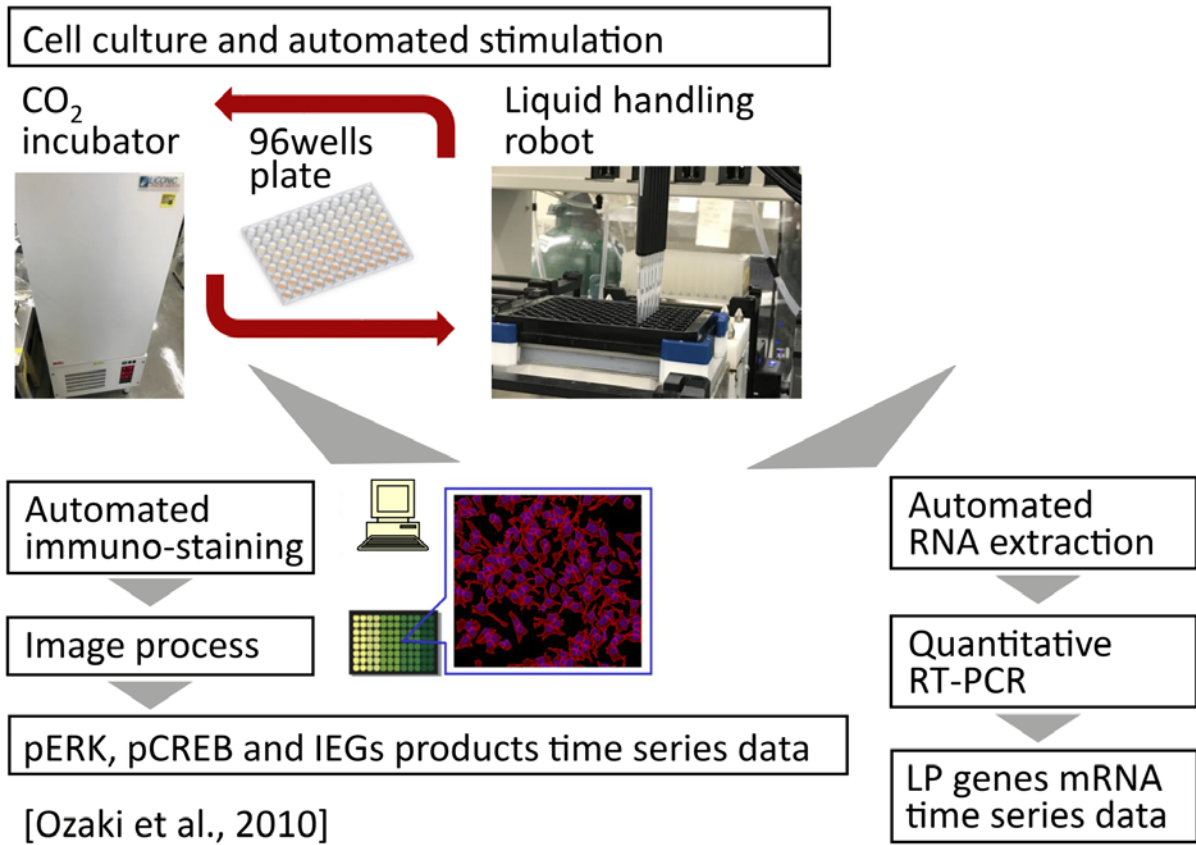 Cell culture and automated stimulation
CO₂
incubator
96wells
plate
Liquid handling
robot
Automated
immuno-staining
Image process
pERK, pCREB and IEGs products time series data
[Ozaki et al., 2010]
Automated
RNA extraction
Quantitative
RT-PCR
LP genes mRNA
time series data